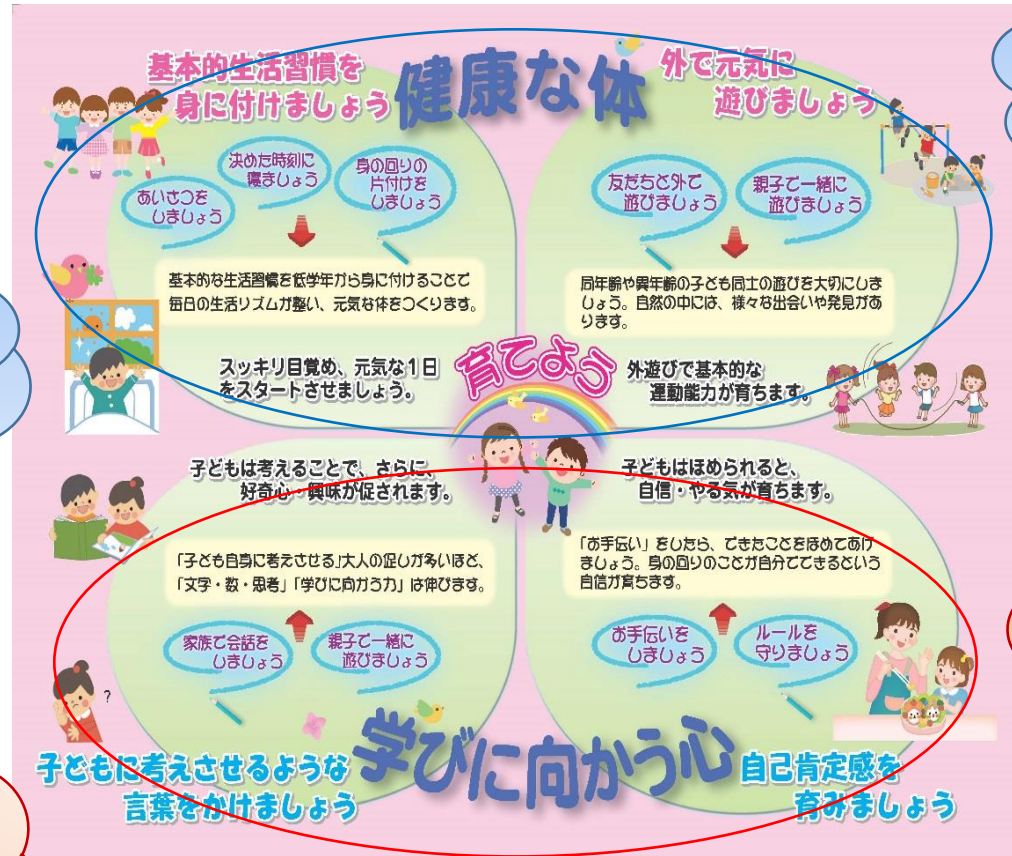 健康な体
基本的生活習慣を
身に付けましょう
あいさつを
しましょう
決めた時刻に
寝ましょう
身の回りの
片付けを
しましょう
基本的な生活習慣を低学年から身に付けることで
毎日の生活リズムが整い、元気な体をつくります。
スッキリ目覚め、元気な1日
をスタートさせましょう。
外で元気に
遊びましょう
友だちと外で
遊びましょう
親子で一緒に
遊びましょう
同年齢や異年齢の子ども同士の遊びを大切にしま
しょう。自然の中には、様々な出会いや発見があ
ります。
外遊びで基本的な
運動能力が育ちます。
育てよう
子どもは考えることで、さらに、
好奇心・興味が促されます。
「子ども自身に考えさせる」大人の促しが多いほど、
「文字・数・思考」「学びに向かう力」は伸びます。
家族で会話を
しましょう
親子で一緒に
遊びましょう
?
子どもに考えさせるような
言葉をかけましょう
子どもはほめられると、
自信・やる気が育ちます。
「お手伝い」をしたら、できたことをほめてあげ
ましょう。身の回りのことが自分でできるという
自信が育ちます。
お手伝いを
しましょう
ルールを
守りましょう
学びに向かう心
自己肯定感を
育みましょう